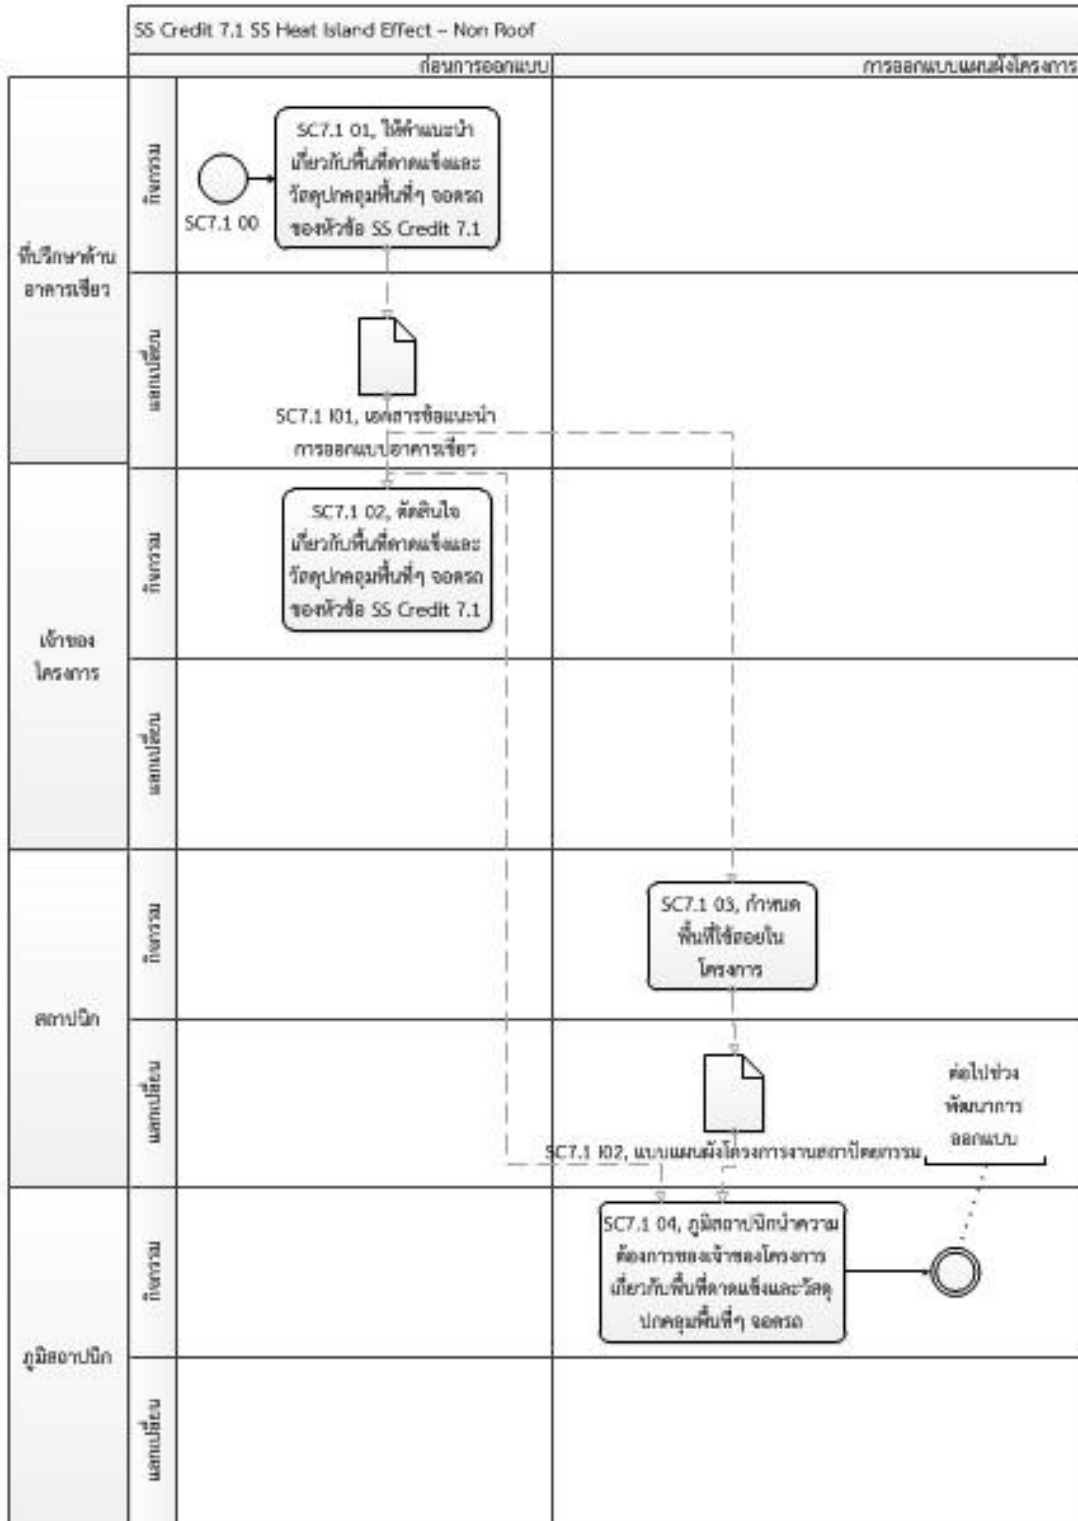 SS Credit 7.1 SS Heat Island Effect – Non Roof
ก่อนการออกแบบ
การออกแบบแผนผังโครงการ
ที่ปรึกษาด้าน
อาคารเขียว
กิจกรรม
SC7.1 00
SC7.1 01, ให้คำแนะนำ
เกี่ยวกับพื้นที่ดาดแข็งและ
วัสดุปกคลุมพื้นที่ๆ จอดรถ
ของหัวข้อ SS Credit 7.1
แลกเปลี่ยน
SC7.1 I01, เอกสารข้อแนะนำ
การออกแบบอาคารเขียว
เจ้าของ
โครงการ
กิจกรรม
SC7.1 02, ตัดสินใจ
เกี่ยวกับพื้นที่ดาดแข็งและ
วัสดุปกคลุมพื้นที่ๆ จอดรถ
ของหัวข้อ SS Credit 7.1
แลกเปลี่ยน
สถาปนิก
กิจกรรม
SC7.1 03, กำหนด
พื้นที่ใช้สอยใน
โครงการ
แลกเปลี่ยน
SC7.1 I02, แบบแผนผังโครงการงานสถาปัตยกรรม
ต่อไปช่วง
พัฒนาการ
ออกแบบ
ภูมิสถาปนิก
กิจกรรม
SC7.1 04, ภูมิสถาปนิกนำความ
ต้องการของเจ้าของโครงการ
เกี่ยวกับพื้นที่ดาดแข็งและวัสดุ
ปกคลุมพื้นที่ๆ จอดรถ
แลกเปลี่ยน